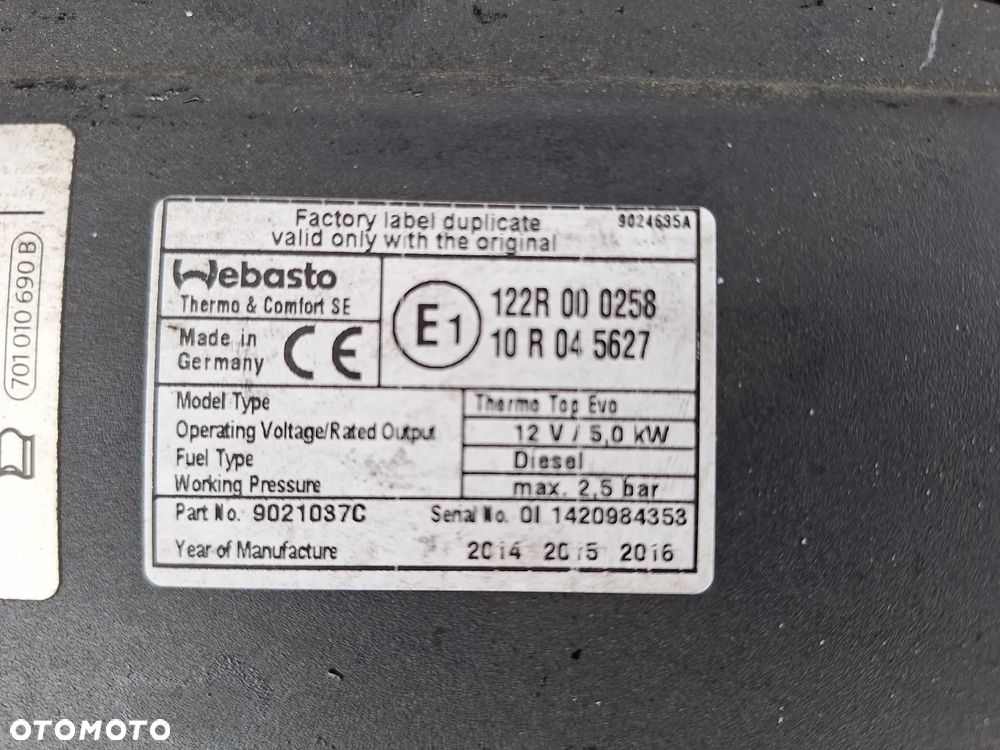 Factory label duplicate
valid only with the original
9024635A
Webasto
Thermo & Comfort SE
Made in
Germany
CE
E1
122R 00 0258
10 R 04 5627
Model Type Thermo Top Evo
Operating Voltage/Rated Output 12 V / 5,0 kW
Fuel Type Diesel
Working Pressure max. 2,5 bar
Part No. 9021037C Serial No. 01 1420984353
Year of Manufacture 2014 2015 2016
701 010 690 B
OTOMOTO